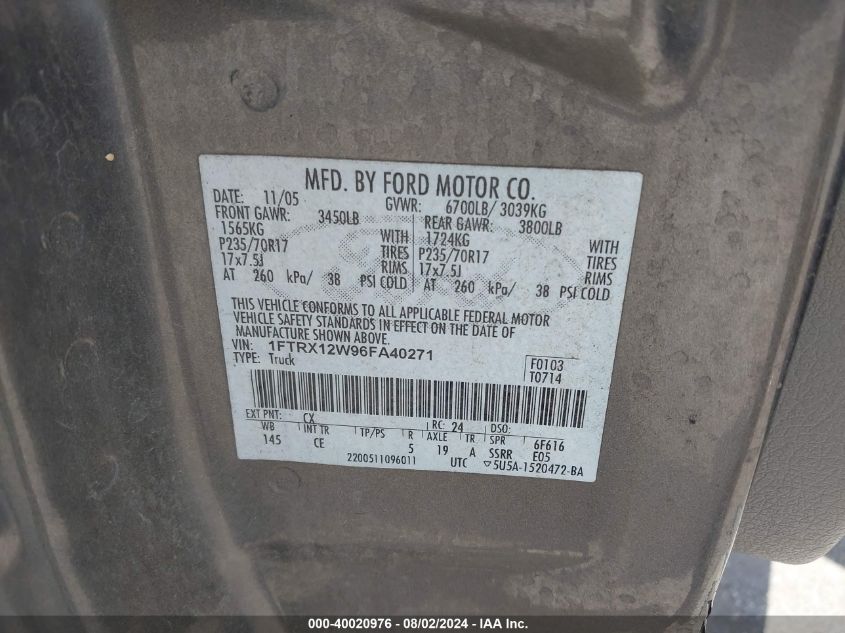 MFD. BY FORD MOTOR CO.
DATE: 11/05 GVWR: 6700LB/ 3039KG
FRONT GAWR: 3450LB REAR GAWR: 3800LB
1565KG WITH 1724KG WITH
P235/70R17 TIRES P235/70R17 TIRES
17x7.5J RIMS 17x7.5J RIMS
AT 260 kPa/ 38 PSI COLD AT 260 kPa/ 38 PSI COLD
THIS VEHICLE CONFORMS TO ALL APPLICABLE FEDERAL MOTOR
VEHICLE SAFETY STANDARDS IN EFFECT ON THE DATE OF
MANUFACTURE SHOWN ABOVE.
VIN: 1FTRX12W96FA40271
TYPE: Truck
F0103
T0714
EXT PNT: CX RC: 24 DSO:
WB INT TR TP/PS R AXLE TR SPR 6F616
145 CE 5 19 A SSRR E05
2200511096011 UTC ▽5U5A-1520472-BA
000-40020976 - 08/02/2024 - IAA Inc.